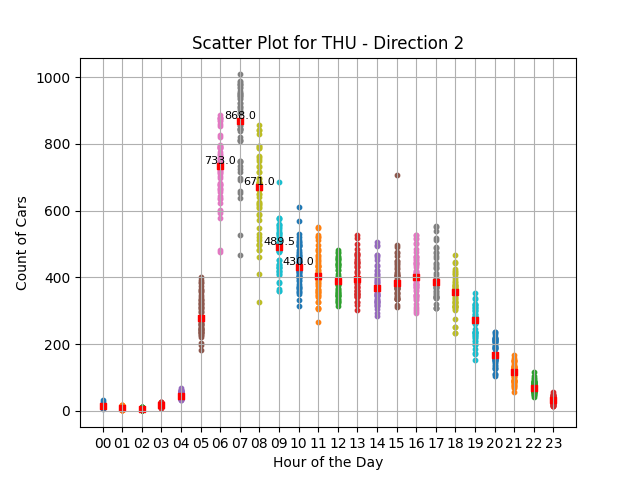 Scatter Plot for THU - Direction 2
Count of Cars
1000
800
600
400
200
0
868.0
733.0
671.0
489.5
430.0
00 01 02 03 04 05 06 07 08 09 10 11 12 13 14 15 16 17 18 19 20 21 22 23
Hour of the Day